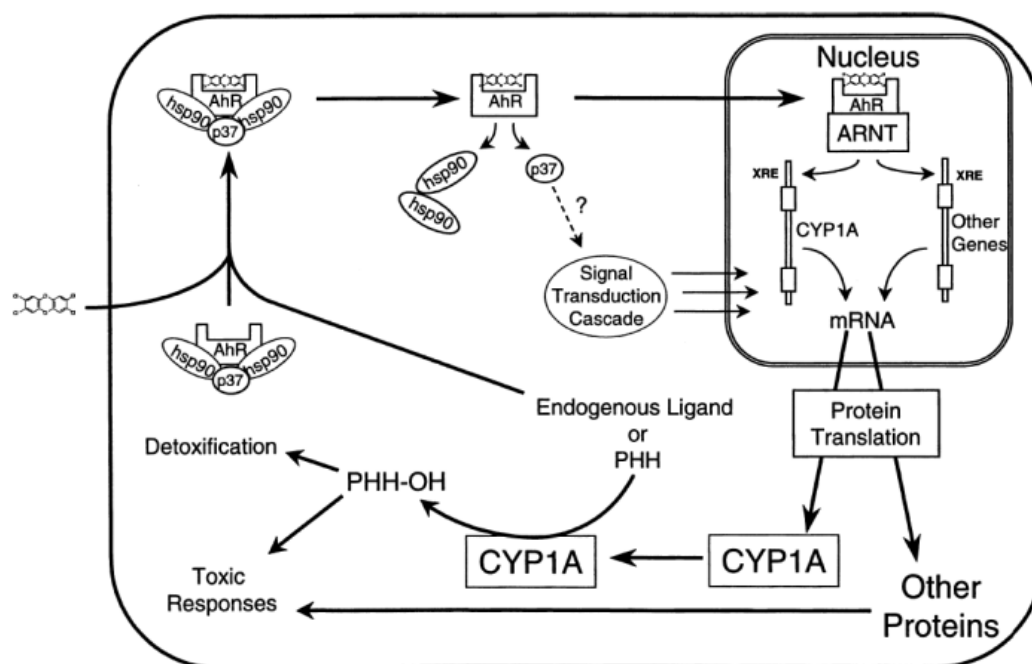 Nucleus
hsp90
AhR
hsp90
p37
AhR
AhR
ARNT
hsp90
hsp90
p37
?
XRE
XRE
CYP1A
Other
Genes
Signal
Transduction
Cascade
mRNA
AhR
hsp90
hsp90
p37
Endogenous Ligand
or
PHH
Protein
Translation
Detoxification
PHH-OH
CYP1A
CYP1A
Toxic
Responses
Other
Proteins